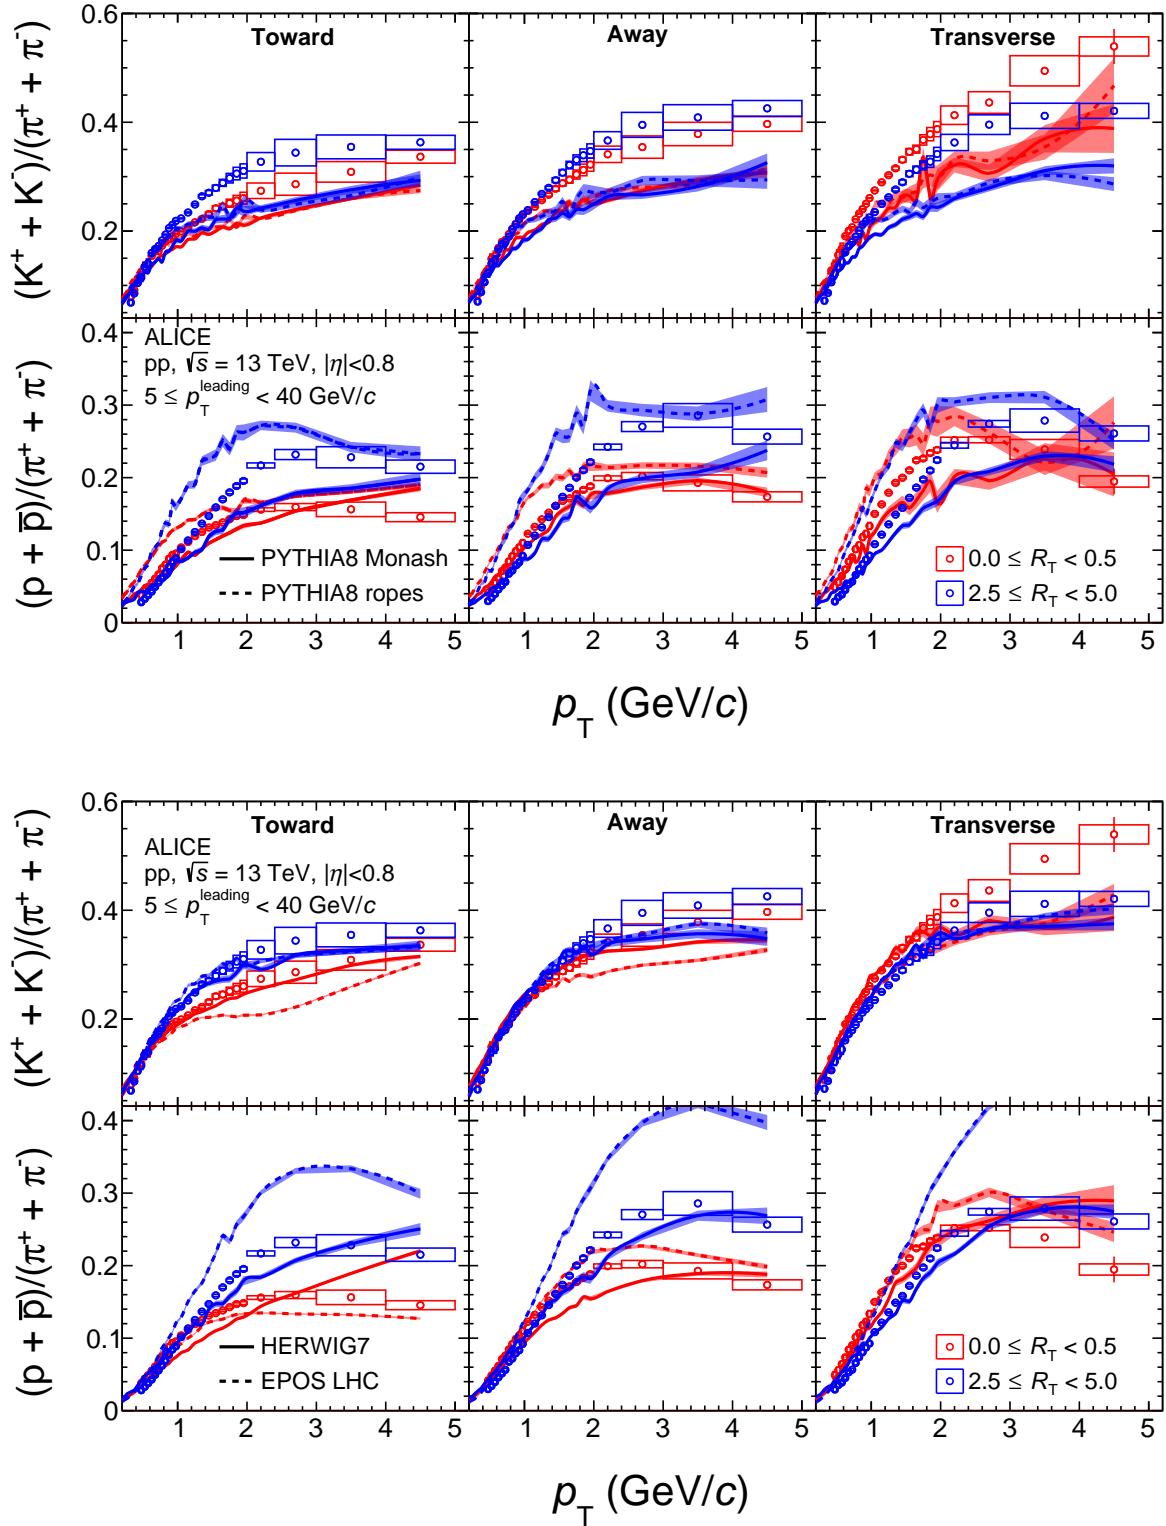 Toward Away Transverse
(K⁺ + K⁻)/(π⁺ + π⁻)
0.6
0.4
0.2
(p + p̅)/(π⁺ + π⁻)
0.4
0.3
0.2
0.1
0
ALICE
pp, √s = 13 TeV, |η|<0.8
5 ≤ p_T^leading < 40 GeV/c
PYTHIA8 Monash
PYTHIA8 ropes
0.0 ≤ R_T < 0.5
2.5 ≤ R_T < 5.0
1 2 3 4 5 1 2 3 4 5 1 2 3 4 5
p_T (GeV/c)
Toward Away Transverse
(K⁺ + K⁻)/(π⁺ + π⁻)
0.6
0.4
0.2
ALICE
pp, √s = 13 TeV, |η|<0.8
5 ≤ p_T^leading < 40 GeV/c
(p + p̅)/(π⁺ + π⁻)
0.4
0.3
0.2
0.1
0
HERWIG7
EPOS LHC
0.0 ≤ R_T < 0.5
2.5 ≤ R_T < 5.0
1 2 3 4 5 1 2 3 4 5 1 2 3 4 5
p_T (GeV/c)